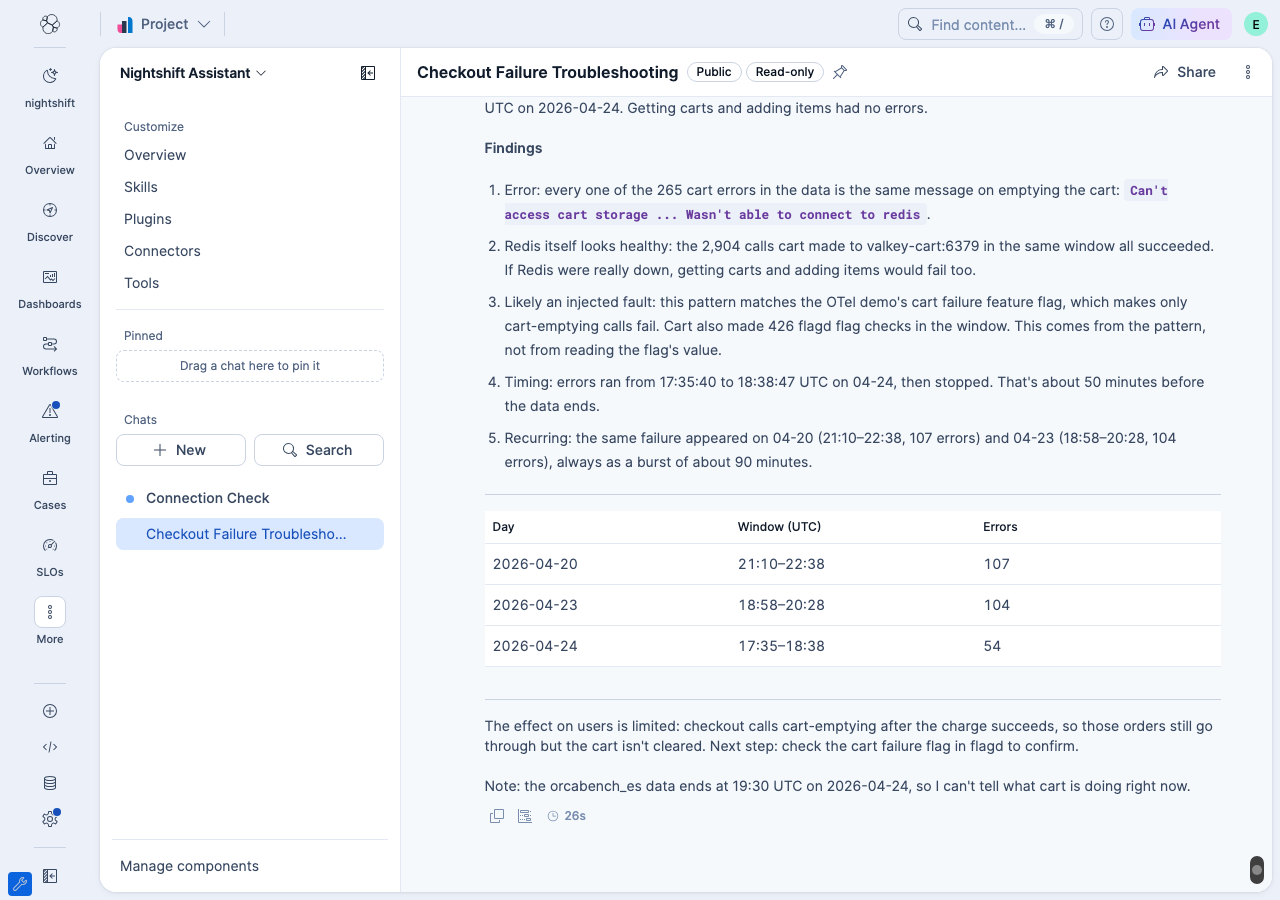 Project
Find content...
⌘ /
AI Agent
E
nightshift
Overview
Discover
Dashboards
Workflows
Alerting
Cases
SLOs
More
Nightshift Assistant
Customize
Overview
Skills
Plugins
Connectors
Tools
Pinned
Drag a chat here to pin it
Chats
New
Search
Connection Check
Checkout Failure Troublesho...
Manage components
Checkout Failure Troubleshooting
Public
Read-only
Share
UTC on 2026-04-24. Getting carts and adding items had no errors.
Findings
1. Error: every one of the 265 cart errors in the data is the same message on emptying the cart: Can't
access cart storage ... Wasn't able to connect to redis .
2. Redis itself looks healthy: the 2,904 calls cart made to valkey-cart:6379 in the same window all succeeded.
If Redis were really down, getting carts and adding items would fail too.
3. Likely an injected fault: this pattern matches the OTel demo's cart failure feature flag, which makes only
cart-emptying calls fail. Cart also made 426 flagd flag checks in the window. This comes from the pattern,
not from reading the flag's value.
4. Timing: errors ran from 17:35:40 to 18:38:47 UTC on 04-24, then stopped. That's about 50 minutes before
the data ends.
5. Recurring: the same failure appeared on 04-20 (21:10–22:38, 107 errors) and 04-23 (18:58–20:28, 104
errors), always as a burst of about 90 minutes.
Day Window (UTC) Errors
2026-04-20 21:10–22:38 107
2026-04-23 18:58–20:28 104
2026-04-24 17:35–18:38 54
The effect on users is limited: checkout calls cart-emptying after the charge succeeds, so those orders still go
through but the cart isn't cleared. Next step: check the cart failure flag in flagd to confirm.
Note: the orcabench_es data ends at 19:30 UTC on 2026-04-24, so I can't tell what cart is doing right now.
26s